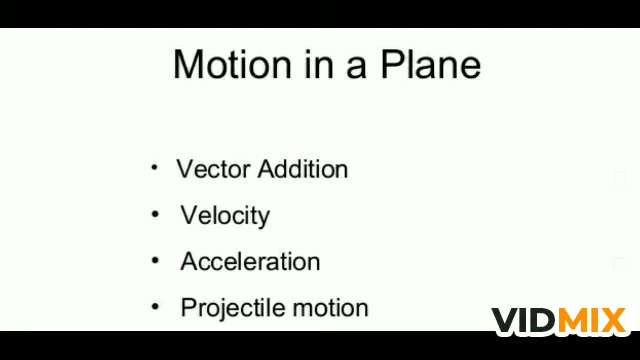 Motion in a Plane
• Vector Addition
• Velocity
• Acceleration
• Projectile motion
VIDMIX